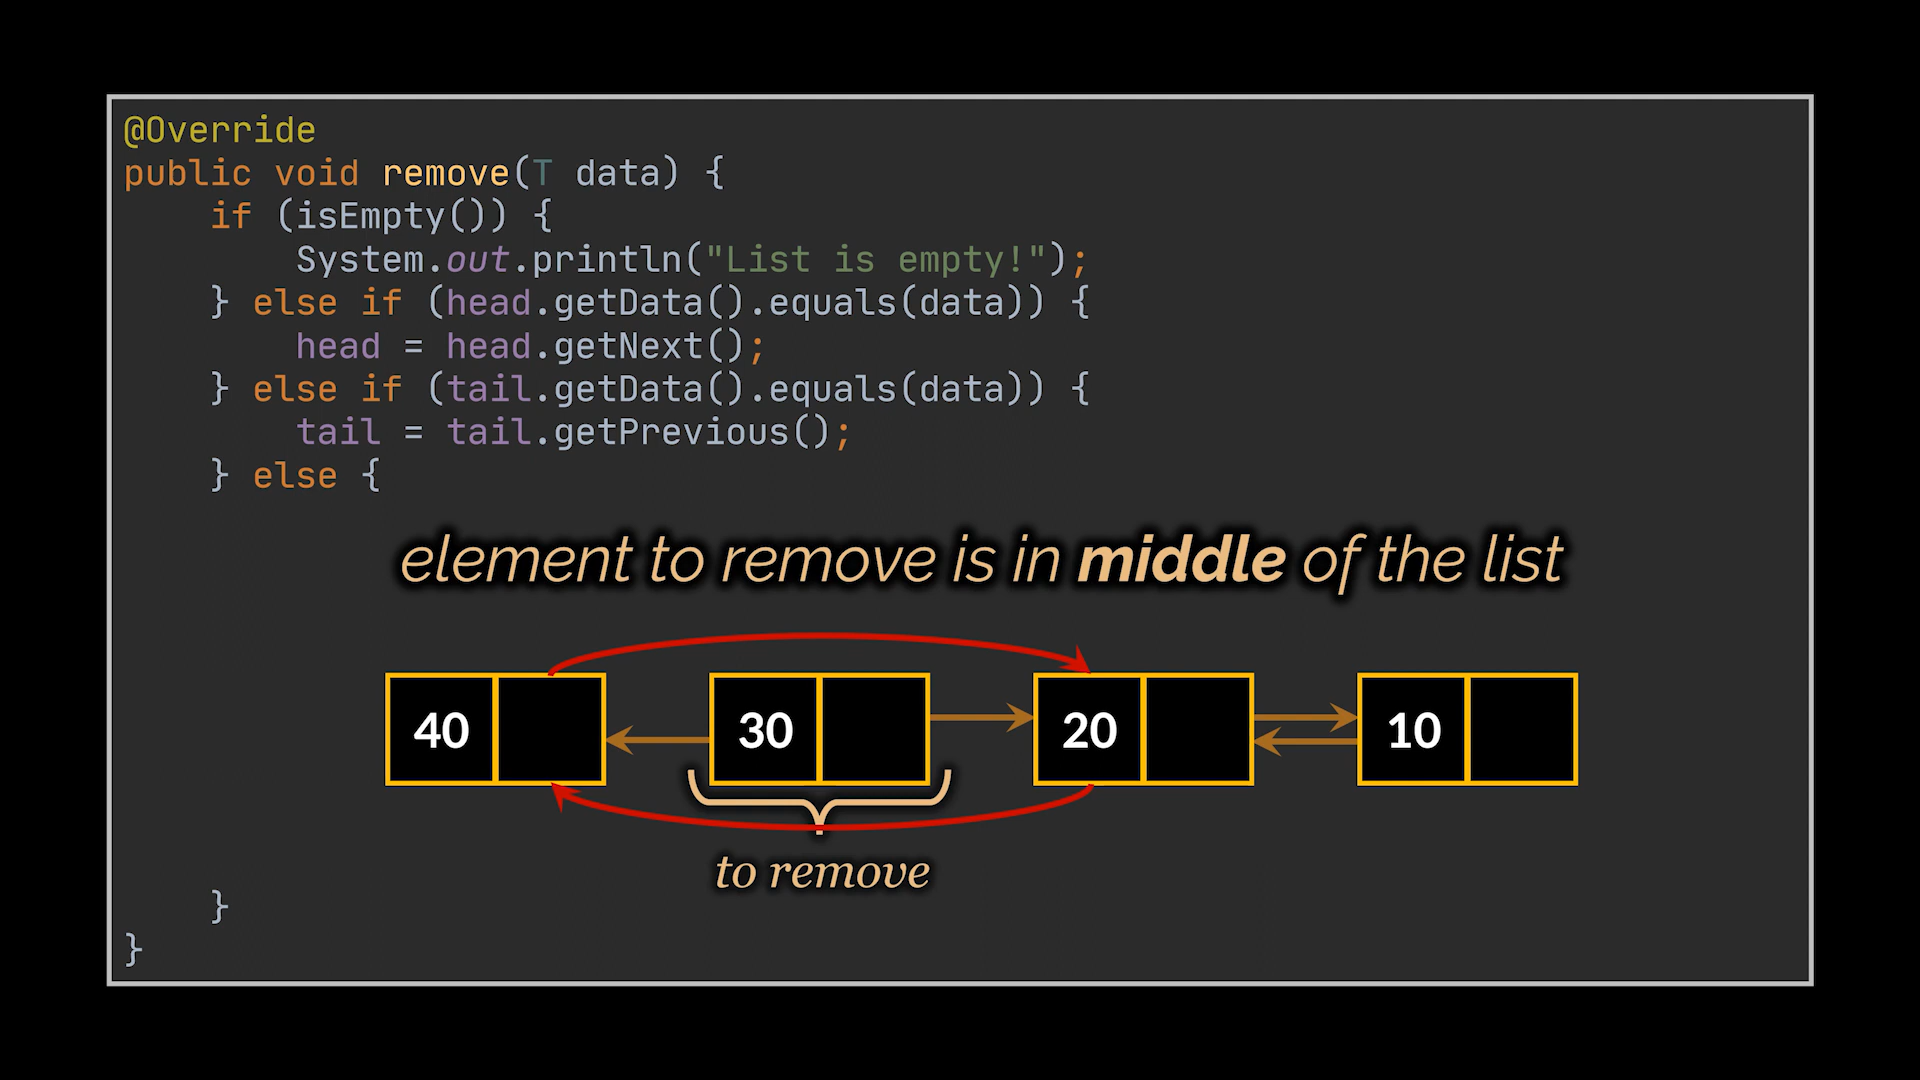 @Override
public void remove(T data) {
    if (isEmpty()) {
        System.out.println("List is empty!");
    } else if (head.getData().equals(data)) {
        head = head.getNext();
    } else if (tail.getData().equals(data)) {
        tail = tail.getPrevious();
    } else {
element to remove is in middle of the list
40 30 20 10
to remove
    }
}